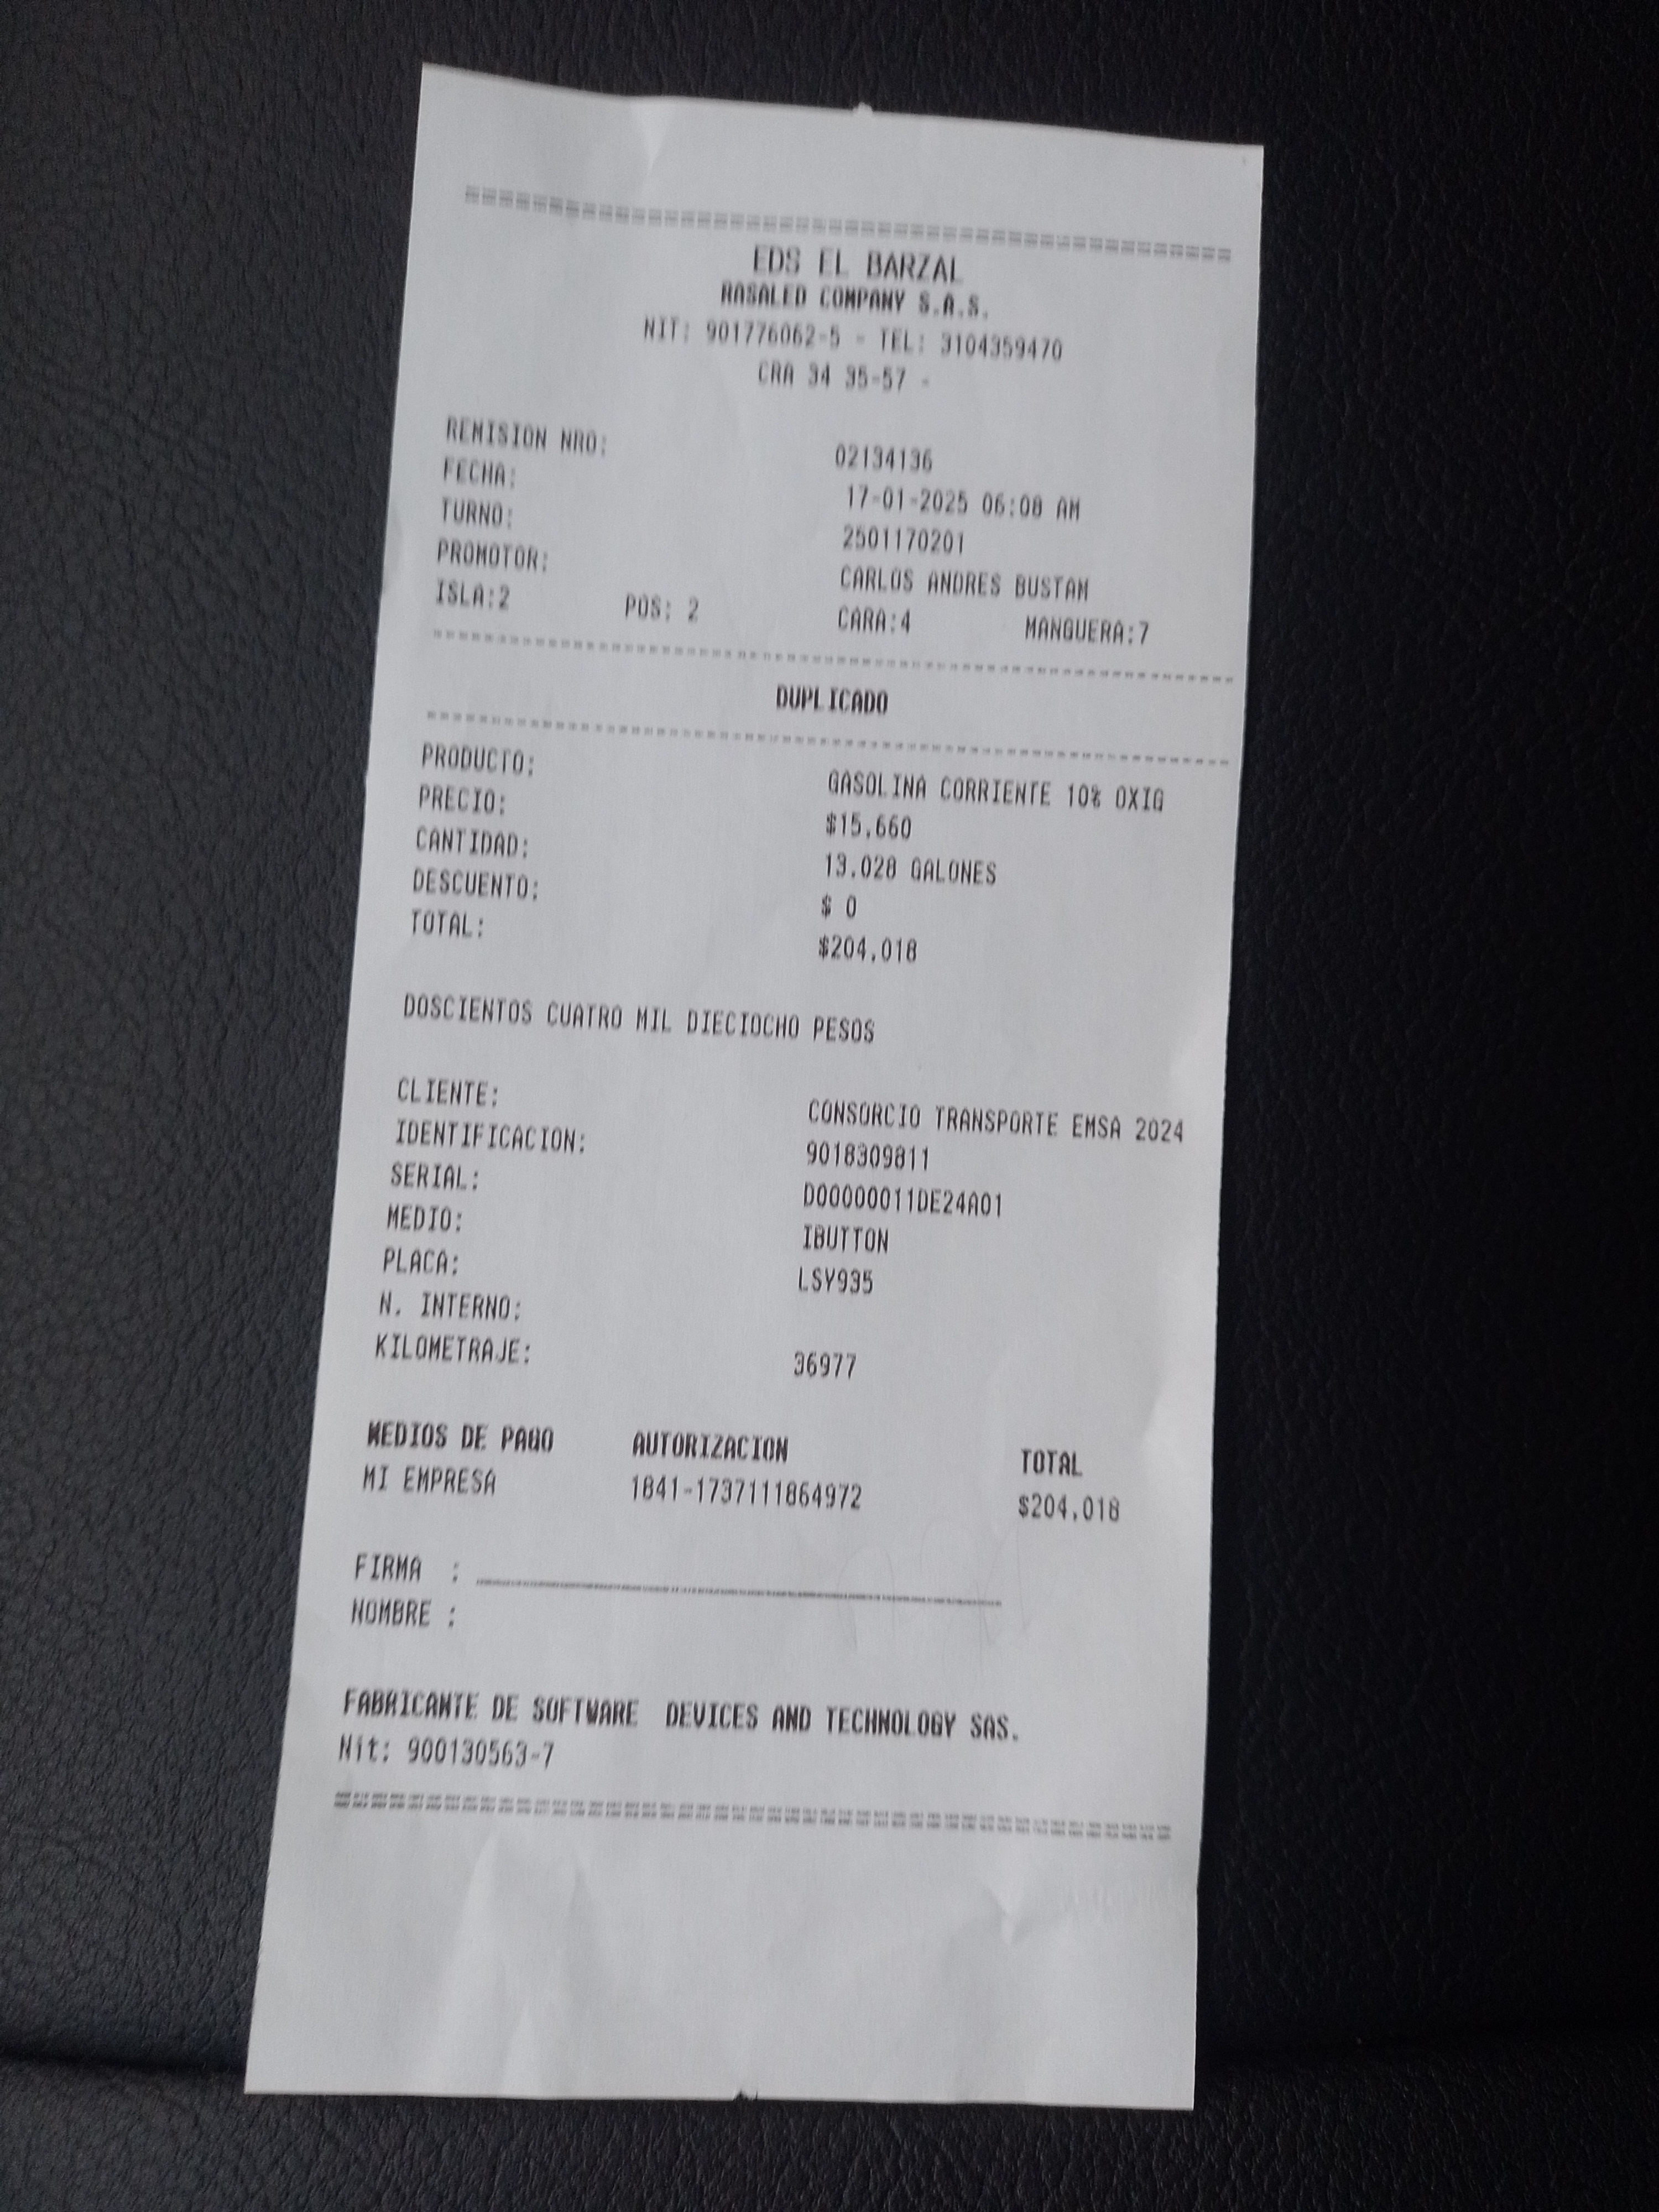 ================================================
EDS EL BARZAL
RASALED COMPANY S.A.S.
NIT: 901776062-5 - TEL: 3104359470
CRA 34 35-57 -
REMISION NRO: 02134136
FECHA: 17-01-2025 06:08 AM
TURNO: 2501170201
PROMOTOR: CARLOS ANDRES BUSTAM
ISLA:2 POS: 2 CARA:4 MANGUERA:7
------------------------------------------------
DUPLICADO
------------------------------------------------
PRODUCTO: GASOLINA CORRIENTE 10% OXIG
PRECIO: $15,660
CANTIDAD: 13.028 GALONES
DESCUENTO: $ 0
TOTAL: $204,018
DOSCIENTOS CUATRO MIL DIECIOCHO PESOS
CLIENTE: CONSORCIO TRANSPORTE EMSA 2024
IDENTIFICACION: 9018309811
SERIAL: D00000011DE24A01
MEDIO: IBUTTON
PLACA: LSY935
N. INTERNO:
KILOMETRAJE: 36977
MEDIOS DE PAGO AUTORIZACION TOTAL
MI EMPRESA 1841-1737111864972 $204,018
FIRMA : ______________________________
NOMBRE :
FABRICANTE DE SOFTWARE DEVICES AND TECHNOLOGY SAS.
Nit: 900130563-7
================================================